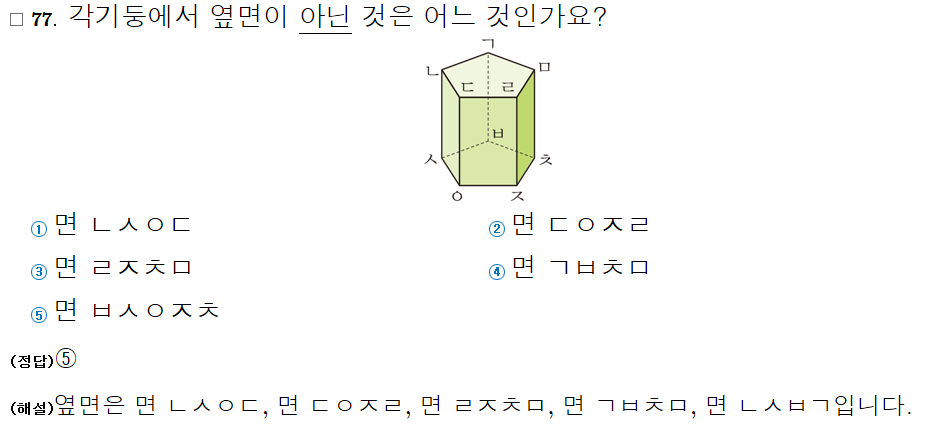 □ 77. 각기둥에서 옆면이 아닌 것은 어느 것인가요?
ㄱ
ㄴ ㅁ
ㄷ ㄹ
ㅂ
ㅅ ㅊ
ㅇ ㅈ
① 면 ㄴㅅㅇㄷ ② 면 ㄷㅇㅈㄹ
③ 면 ㄹㅈㅊㅁ ④ 면 ㄱㅂㅊㅁ
⑤ 면 ㅂㅅㅇㅈㅊ
(정답)⑤
(해설)옆면은 면 ㄴㅅㅇㄷ, 면 ㄷㅇㅈㄹ, 면 ㄹㅈㅊㅁ, 면 ㄱㅂㅊㅁ, 면 ㄴㅅㅂㄱ입니다.